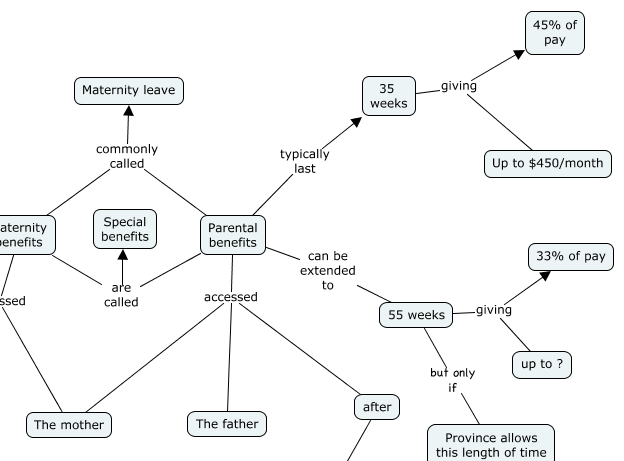 45% of
pay
Maternity leave
35
weeks
giving
commonly
called
typically
last
Up to $450/month
Special
benefits
aternity
benefits
Parental
benefits
can be
extended
to
33% of pay
are
called
ssed
accessed
55 weeks
giving
up to ?
but only
if
The mother
The father
after
Province allows
this length of time